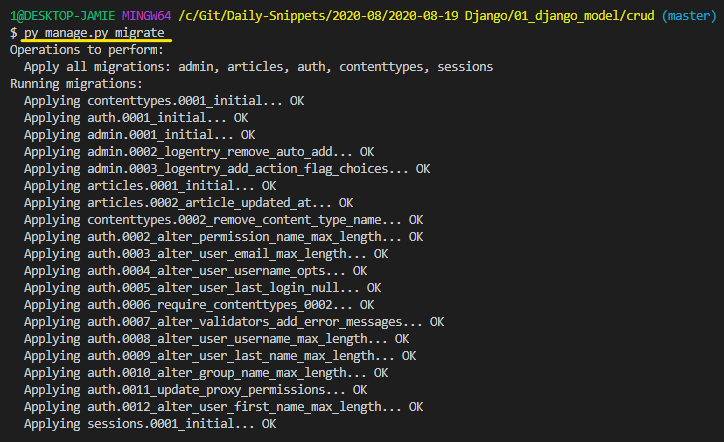 1@DESKTOP-JAMIE MINGW64 /c/Git/Daily-Snippets/2020-08/2020-08-19 Django/01_django_model/crud (master)
$ py manage.py migrate
Operations to perform:
  Apply all migrations: admin, articles, auth, contenttypes, sessions
Running migrations:
  Applying contenttypes.0001_initial... OK
  Applying auth.0001_initial... OK
  Applying admin.0001_initial... OK
  Applying admin.0002_logentry_remove_auto_add... OK
  Applying admin.0003_logentry_add_action_flag_choices... OK
  Applying articles.0001_initial... OK
  Applying articles.0002_article_updated_at... OK
  Applying contenttypes.0002_remove_content_type_name... OK
  Applying auth.0002_alter_permission_name_max_length... OK
  Applying auth.0003_alter_user_email_max_length... OK
  Applying auth.0004_alter_user_username_opts... OK
  Applying auth.0005_alter_user_last_login_null... OK
  Applying auth.0006_require_contenttypes_0002... OK
  Applying auth.0007_alter_validators_add_error_messages... OK
  Applying auth.0008_alter_user_username_max_length... OK
  Applying auth.0009_alter_user_last_name_max_length... OK
  Applying auth.0010_alter_group_name_max_length... OK
  Applying auth.0011_update_proxy_permissions... OK
  Applying auth.0012_alter_user_first_name_max_length... OK
  Applying sessions.0001_initial... OK